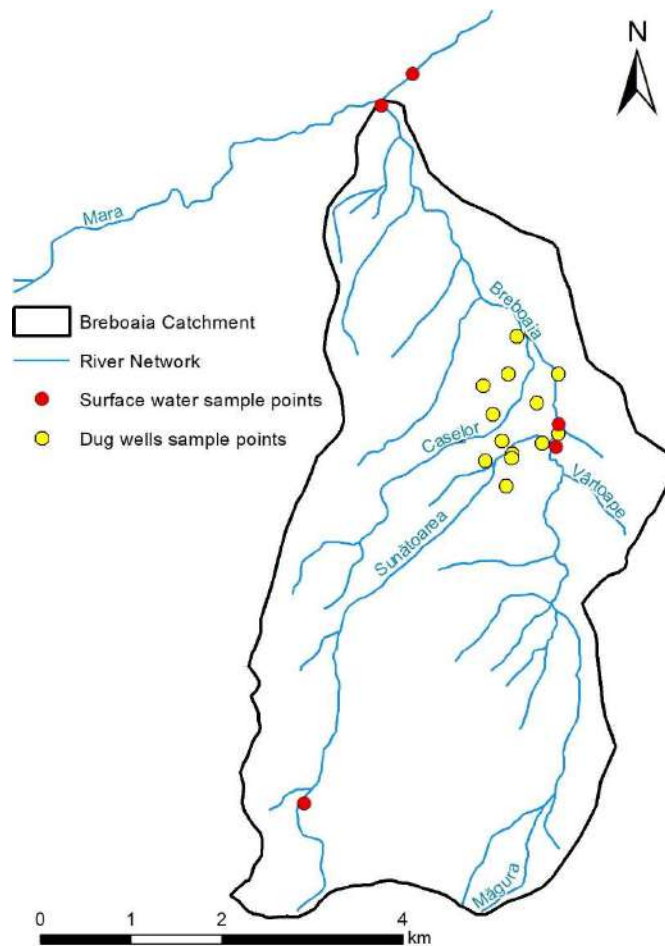 N
Mara
Breboaia Catchment
River Network
Surface water sample points
Dug wells sample points
Breboaia
Caselor
Vârtoape
Sunătoarea
Măgura
0 2 4
km